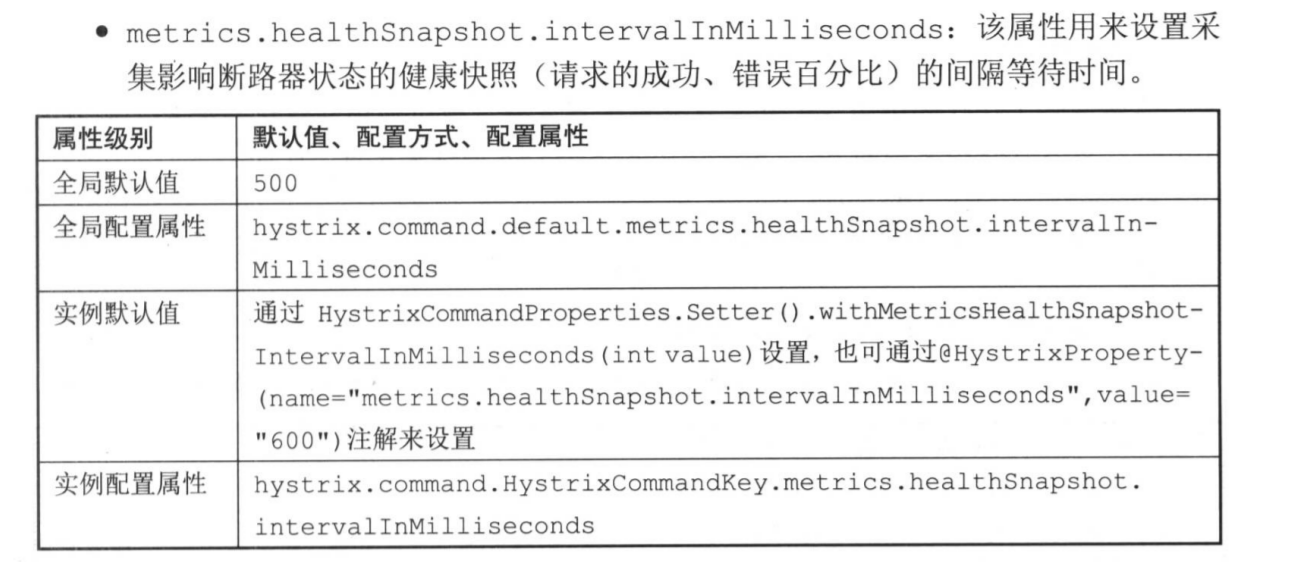 • metrics.healthSnapshot.intervalInMilliseconds：该属性用来设置采
集影响断路器状态的健康快照（请求的成功、错误百分比）的间隔等待时间。
属性级别 默认值、配置方式、配置属性
全局默认值 500
全局配置属性 hystrix.command.default.metrics.healthSnapshot.intervalIn-
Milliseconds
实例默认值 通过 HystrixCommandProperties.Setter().withMetricsHealthSnapshot-
IntervalInMilliseconds(int value)设置，也可通过@HystrixProperty-
(name="metrics.healthSnapshot.intervalInMilliseconds",value=
"600")注解来设置
实例配置属性 hystrix.command.HystrixCommandKey.metrics.healthSnapshot.
intervalInMilliseconds